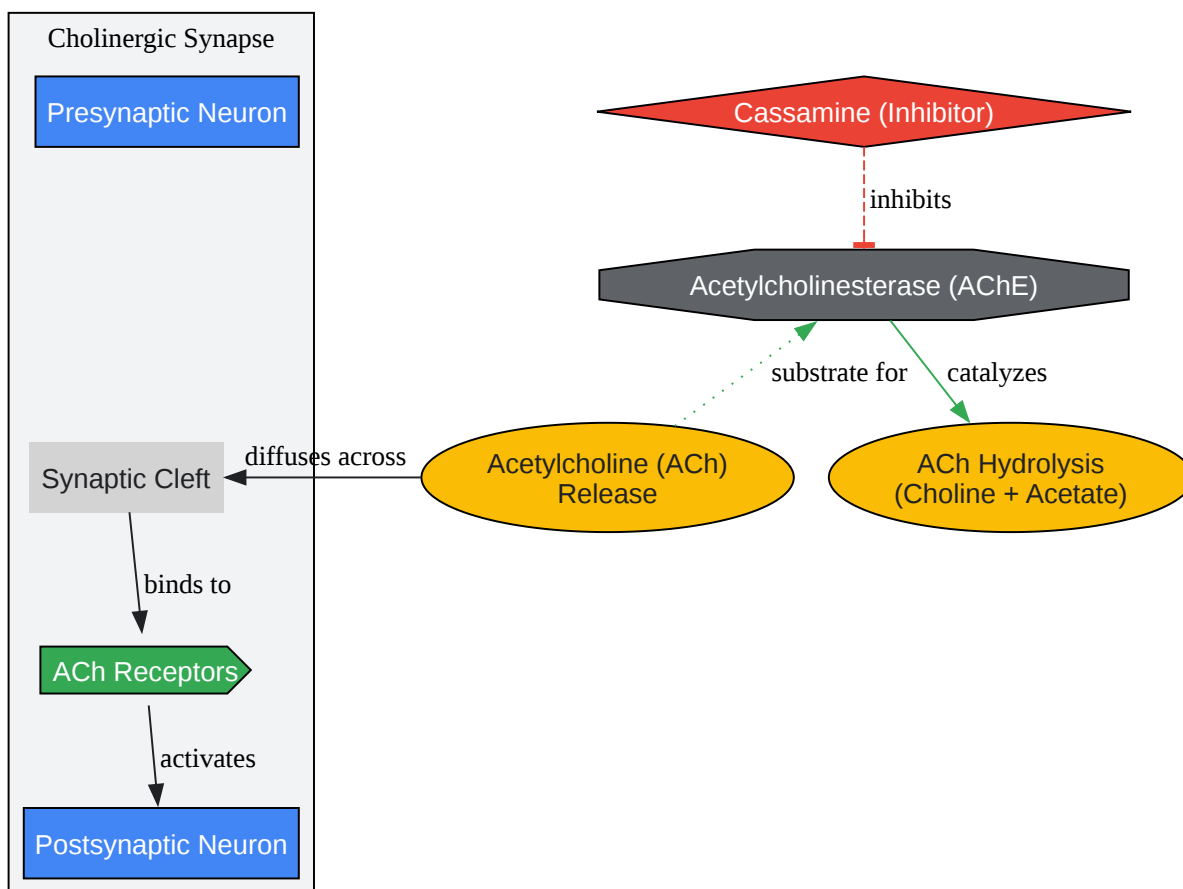 Cholinergic Synapse
Presynaptic Neuron
Cassamine (Inhibitor)
inhibits
Acetylcholinesterase (AChE)
substrate for
catalyzes
diffuses across
Synaptic Cleft
Acetylcholine (ACh)
Release
ACh Hydrolysis
(Choline + Acetate)
binds to
ACh Receptors
activates
Postsynaptic Neuron